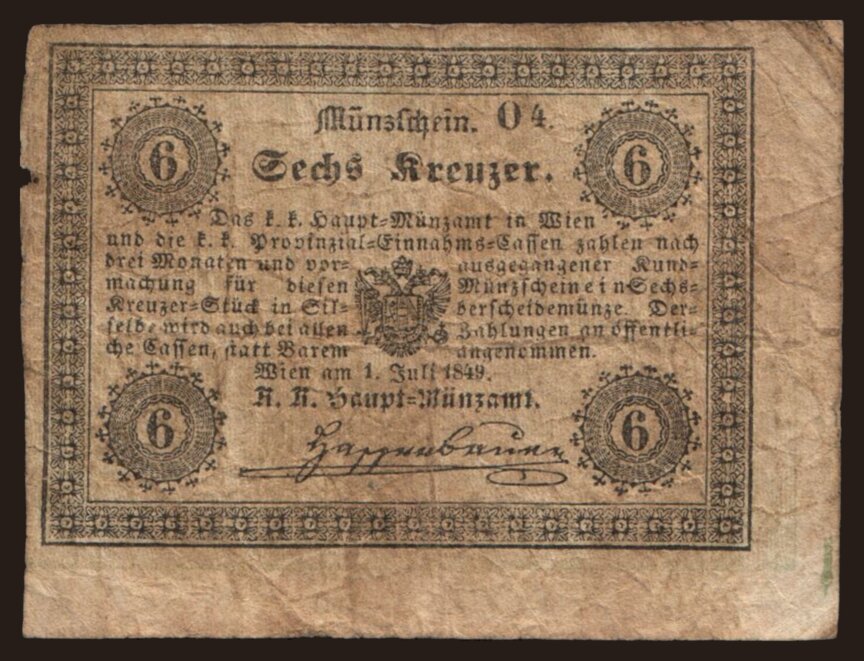 6
6
Münzschein. 04.
Sechs Kreuzer.
Das k. k. Haupt=Münzamt in Wien
und die k. k. Provinzial=Einnahms=Cassen zahlen nach
drei Monaten und vor= ausgegangener Kund=
machung für diesen Münzscheine ein Sechs=
Kreuzer=Stück in Sil= berscheidemünze. Der=
selbe wird auch bei allen Zahlungen an öffentli=
che Cassen, statt Barem angenommen.
Wien am 1. Juli 1849.
K. K. Haupt=Münzamt.
6
6